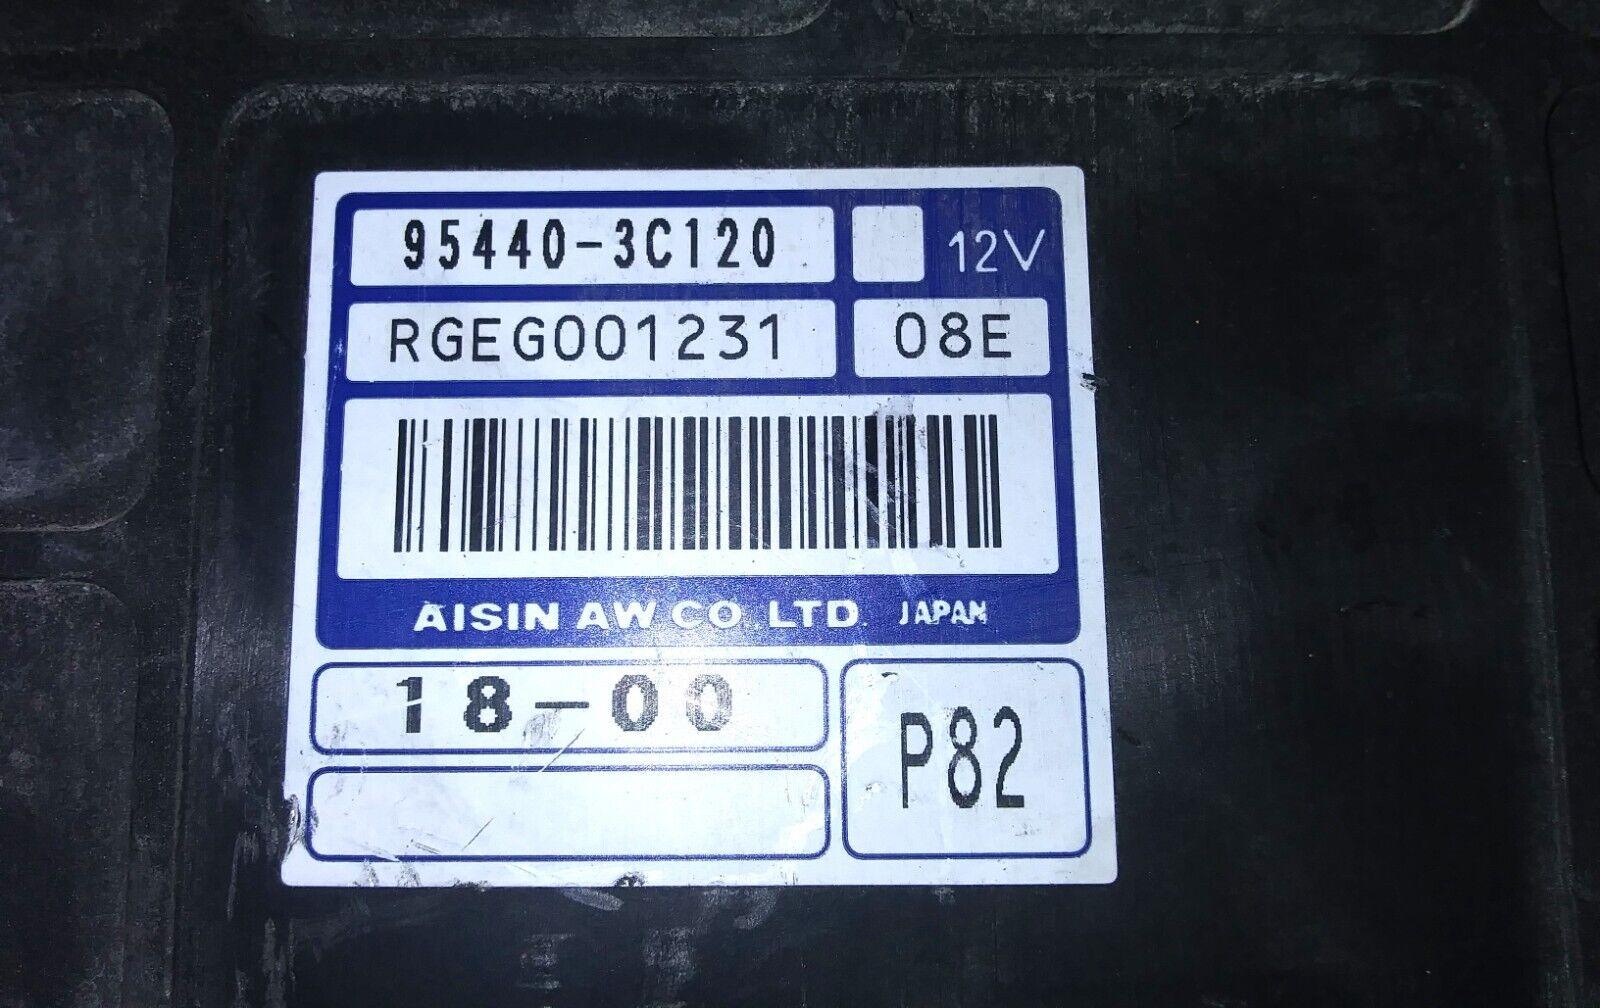 95440-3C120 12V
RGEG001231 08E
AISIN AW CO. LTD. JAPAN
18-00
P82